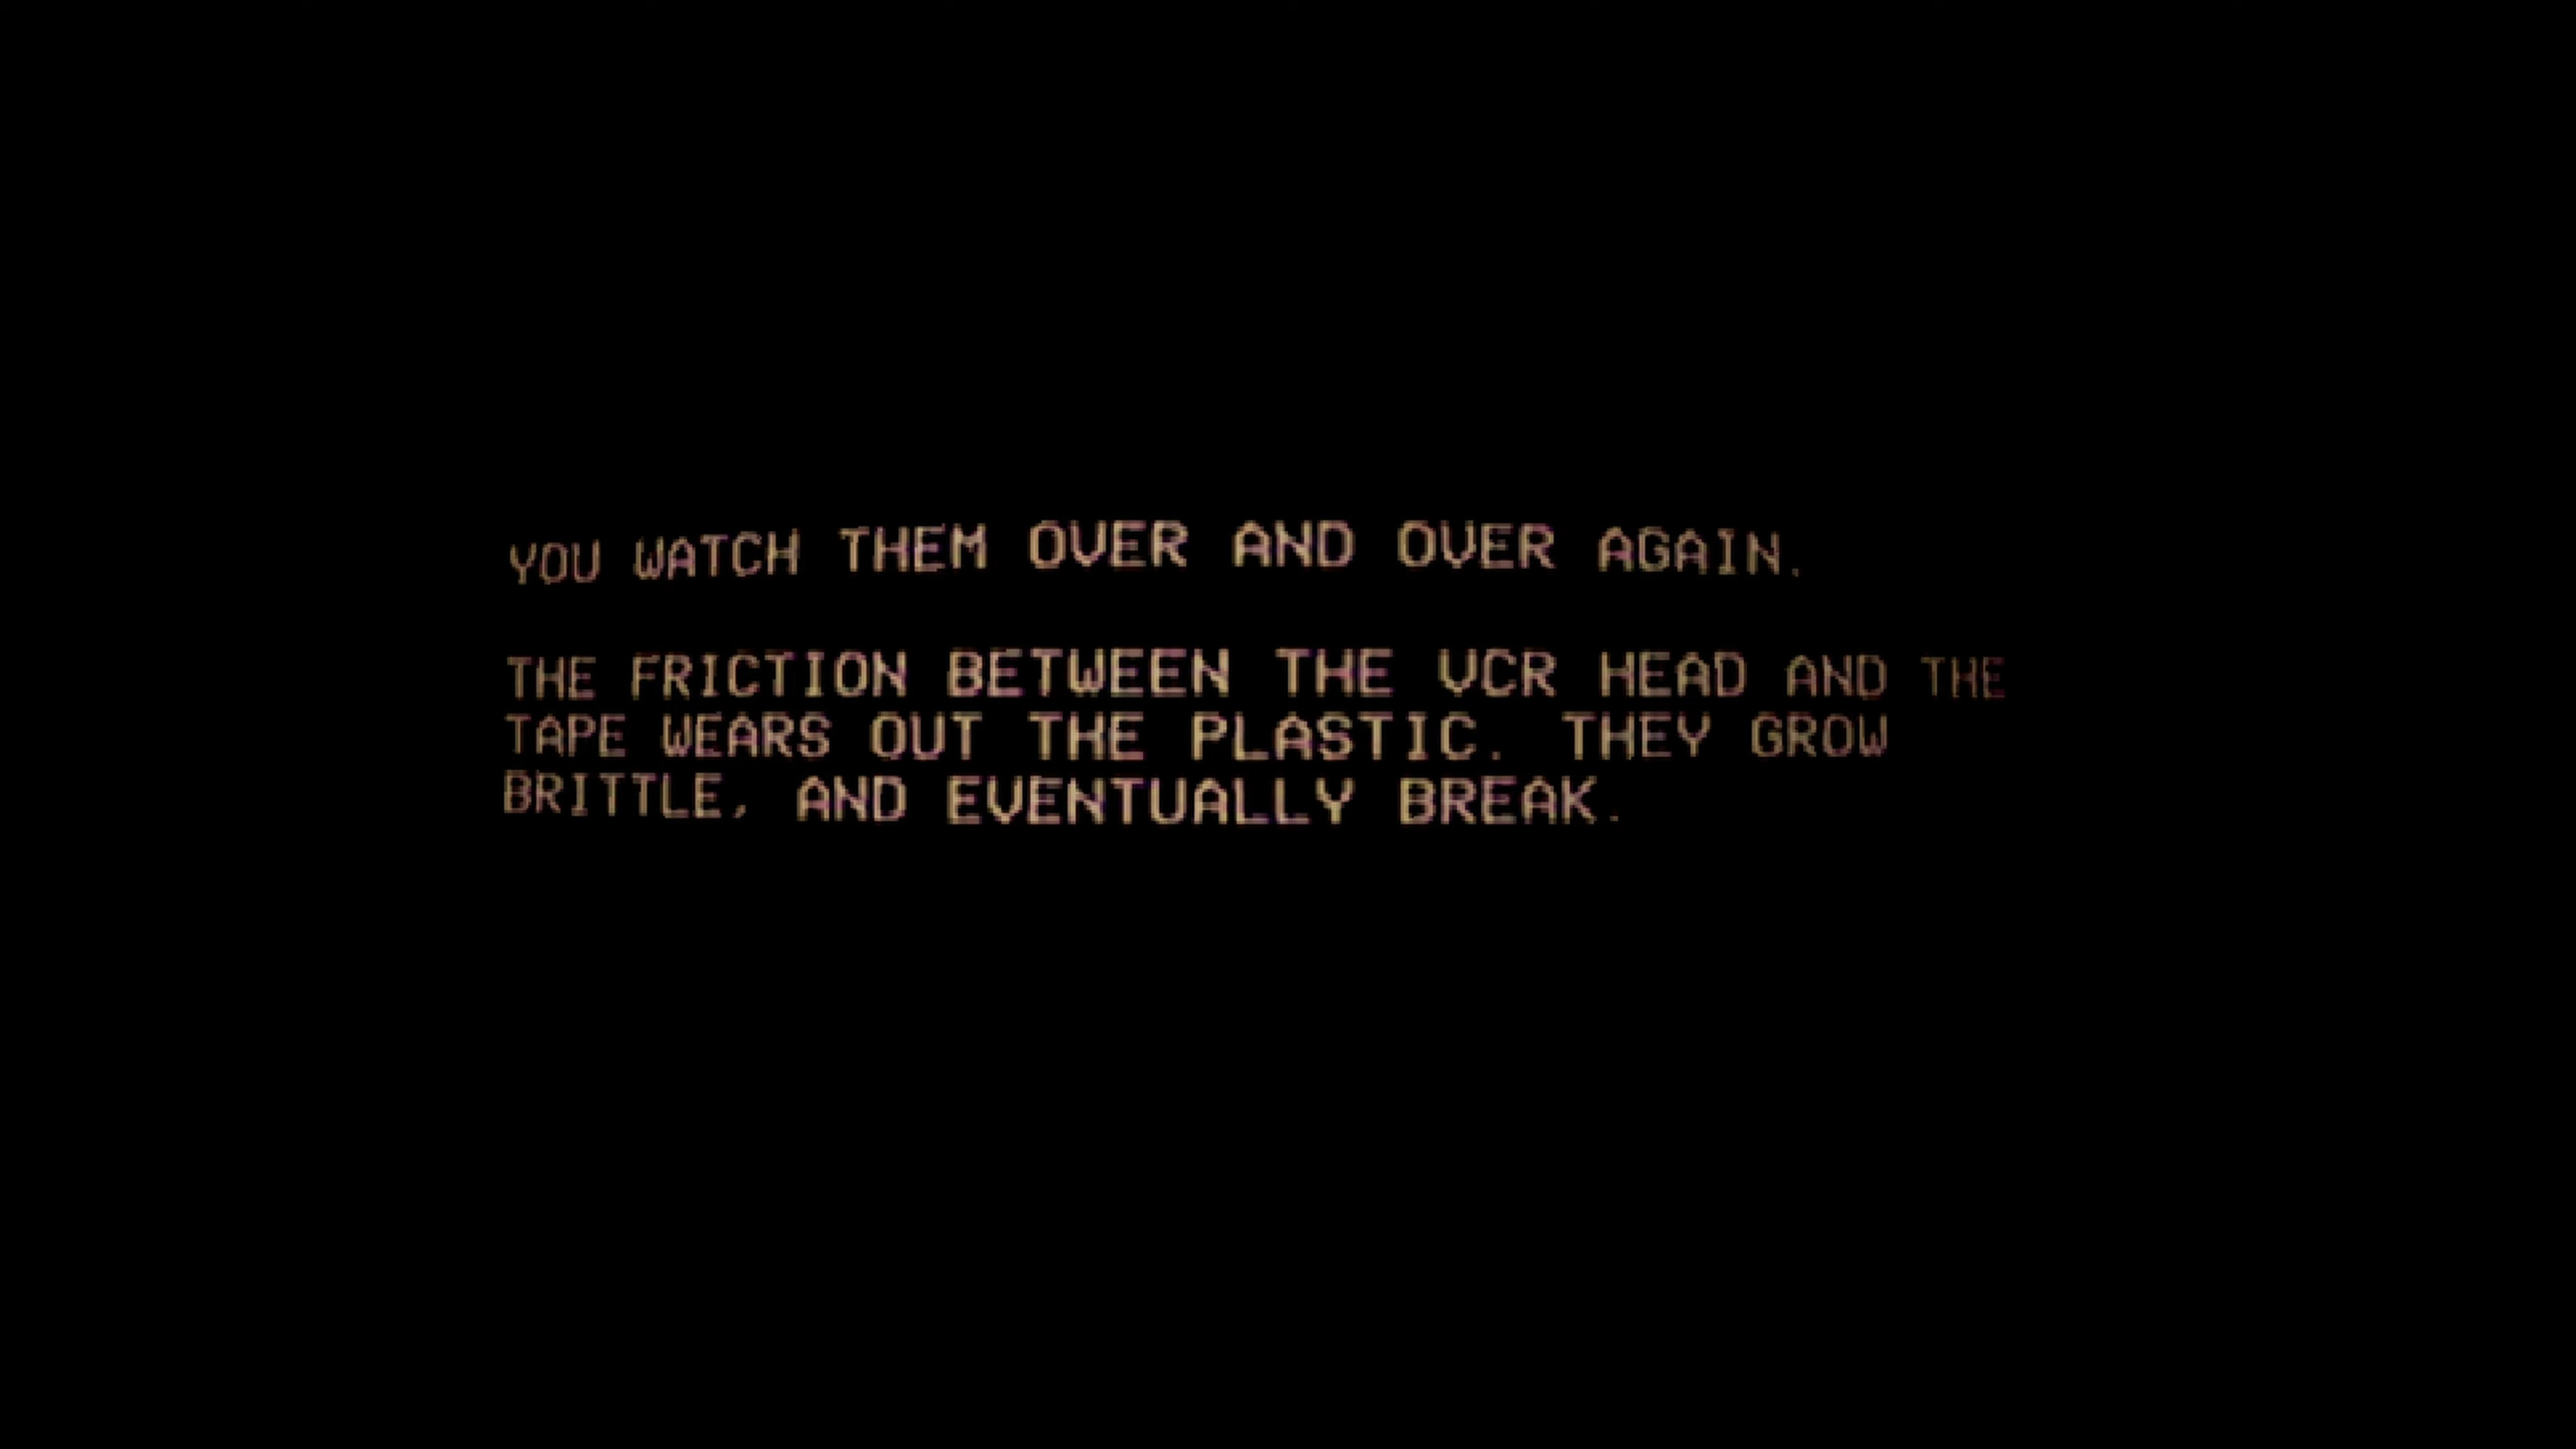 YOU WATCH THEM OVER AND OVER AGAIN.
THE FRICTION BETWEEN THE VCR HEAD AND THE
TAPE WEARS OUT THE PLASTIC. THEY GROW
BRITTLE, AND EVENTUALLY BREAK.